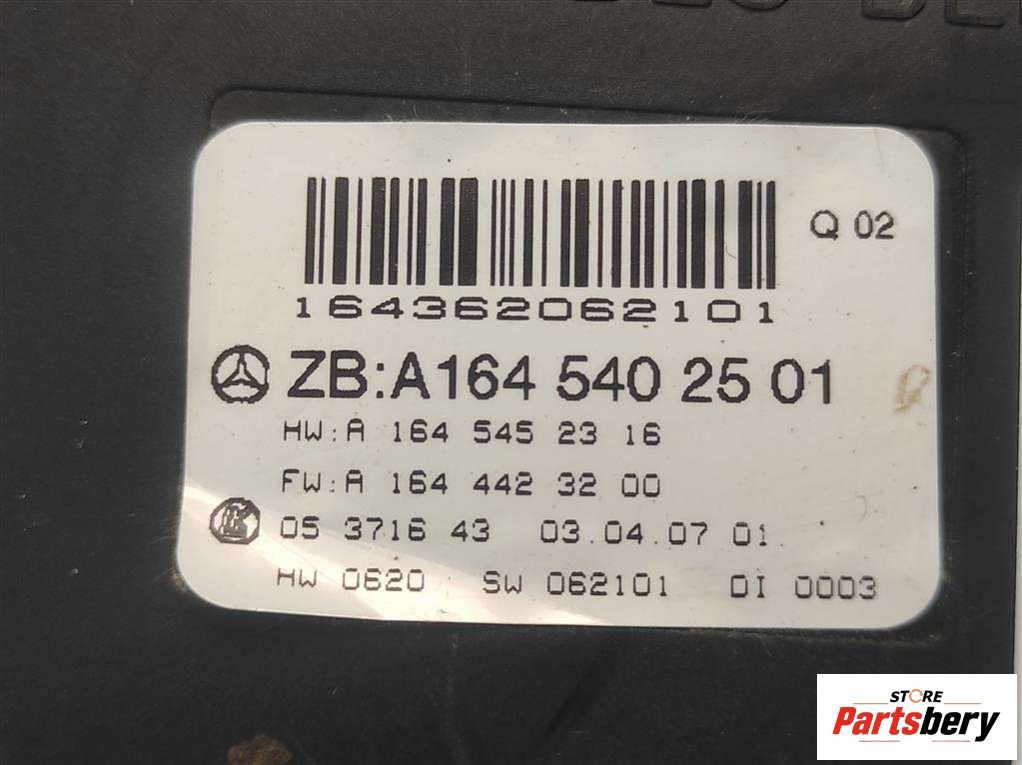 Q 02
164362062101
ZB:A164 540 25 01
HW:A 164 545 23 16
FW:A 164 442 32 00
05 3716 43 03.04.07 01
HW 0620 SW 062101 DI 0003
STORE
Partsbery